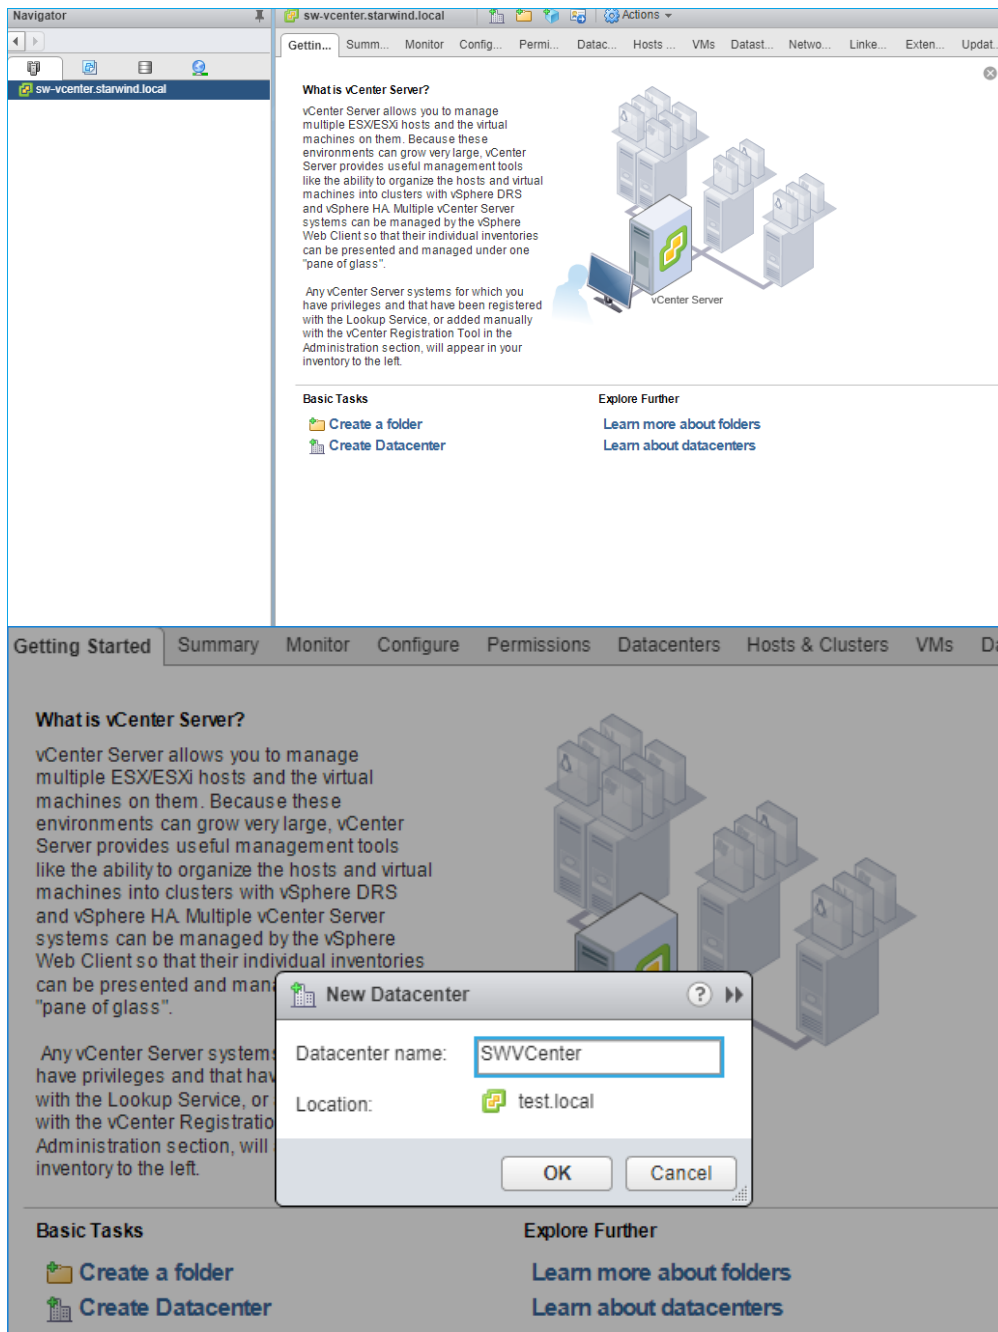 Navigator
sw-vcenter.starwind.local Actions
Gettin... Summ... Monitor Config... Permi... Datac... Hosts ... VMs Datast... Netwo... Linke... Exten... Updat...
sw-vcenter.starwind.local
What is vCenter Server?
vCenter Server allows you to manage
multiple ESX/ESXi hosts and the virtual
machines on them. Because these
environments can grow very large, vCenter
Server provides useful management tools
like the ability to organize the hosts and virtual
machines into clusters with vSphere DRS
and vSphere HA. Multiple vCenter Server
systems can be managed by the vSphere
Web Client so that their individual inventories
can be presented and managed under one
"pane of glass".
Any vCenter Server systems for which you
have privileges and that have been registered
with the Lookup Service, or added manually
with the vCenter Registration Tool in the
Administration section, will appear in your
inventory to the left.
vCenter Server
Basic Tasks
Create a folder
Create Datacenter
Explore Further
Learn more about folders
Learn about datacenters
Getting Started Summary Monitor Configure Permissions Datacenters Hosts & Clusters VMs Da
What is vCenter Server?
vCenter Server allows you to manage
multiple ESX/ESXi hosts and the virtual
machines on them. Because these
environments can grow very large, vCenter
Server provides useful management tools
like the ability to organize the hosts and virtual
machines into clusters with vSphere DRS
and vSphere HA. Multiple vCenter Server
systems can be managed by the vSphere
Web Client so that their individual inventories
can be presented and mana
"pane of glass".
Any vCenter Server systems
have privileges and that hav
with the Lookup Service, or
with the vCenter Registratio
Administration section, will
inventory to the left.
New Datacenter ?
Datacenter name: SWVCenter
Location: test.local
OK Cancel
Basic Tasks
Create a folder
Create Datacenter
Explore Further
Learn more about folders
Learn about datacenters